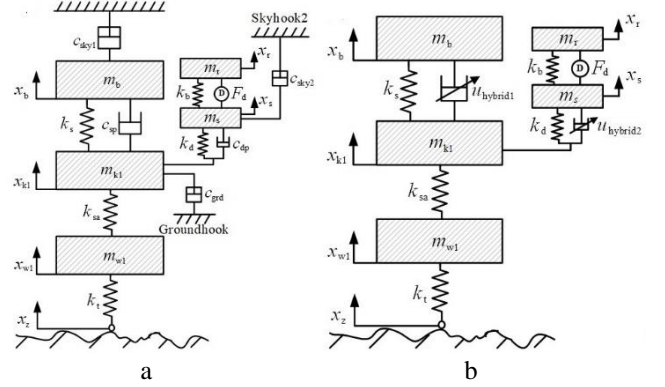 c_sky1
Skyhook2
x_b
m_b
m_r
x_r
k_b
D
F_d
c_sky2
x_s
m_s
k_s
c_sp
k_d
c_dp
x_k1
m_k1
c_grd
k_sa
Groundhook
x_w1
m_w1
k_t
x_z
a
x_b
m_b
m_r
x_r
k_b
D
F_d
x_s
k_s
u_hybrid1
m_s
k_d
u_hybrid2
x_k1
m_k1
k_sa
x_w1
m_w1
k_t
x_z
b